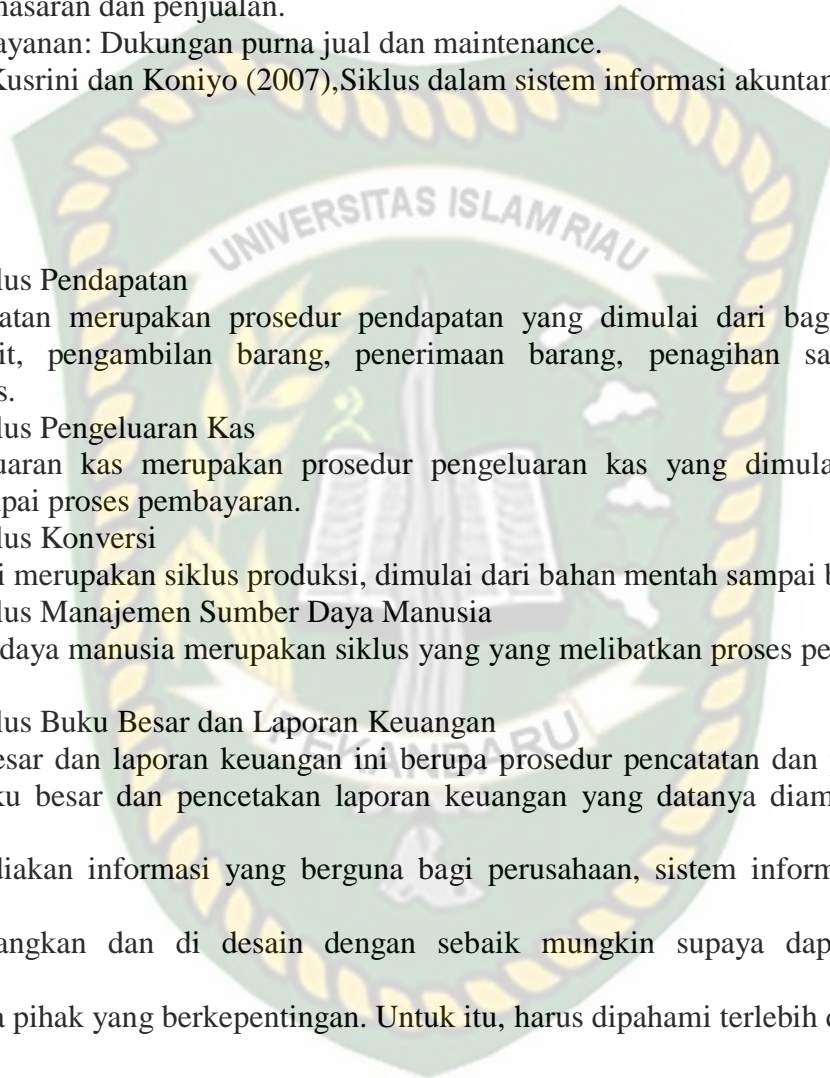 nasaran dan penjualan.
ayanan: Dukungan purna jual dan maintenance.
Kusrini dan Koniyo (2007),Siklus dalam sistem informasi akuntan
UNIVERSITAS ISLAM RIAU
lus Pendapatan
atan merupakan prosedur pendapatan yang dimulai dari bag
it, pengambilan barang, penerimaan barang, penagihan sa
s.
lus Pengeluaran Kas
uaran kas merupakan prosedur pengeluaran kas yang dimula
pai proses pembayaran.
lus Konversi
i merupakan siklus produksi, dimulai dari bahan mentah sampai b
lus Manajemen Sumber Daya Manusia
daya manusia merupakan siklus yang yang melibatkan proses pe
lus Buku Besar dan Laporan Keuangan
PEKANBARU
esar dan laporan keuangan ini berupa prosedur pencatatan dan
ku besar dan pencetakan laporan keuangan yang datanya diam
diakan informasi yang berguna bagi perusahaan, sistem inform
angkan dan di desain dengan sebaik mungkin supaya dap
a pihak yang berkepentingan. Untuk itu, harus dipahami terlebih d